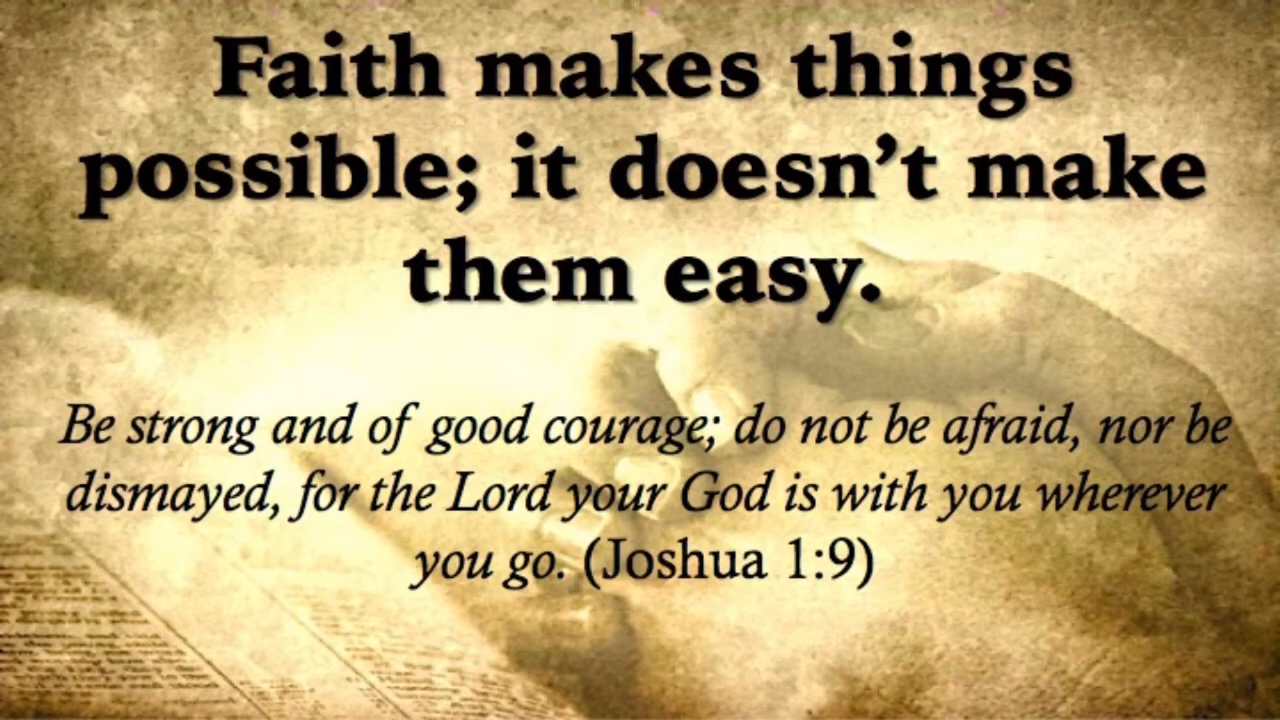 Faith makes things
possible; it doesn’t make
them easy.
Be strong and of good courage; do not be afraid, nor be
dismayed, for the Lord your God is with you wherever
you go. (Joshua 1:9)